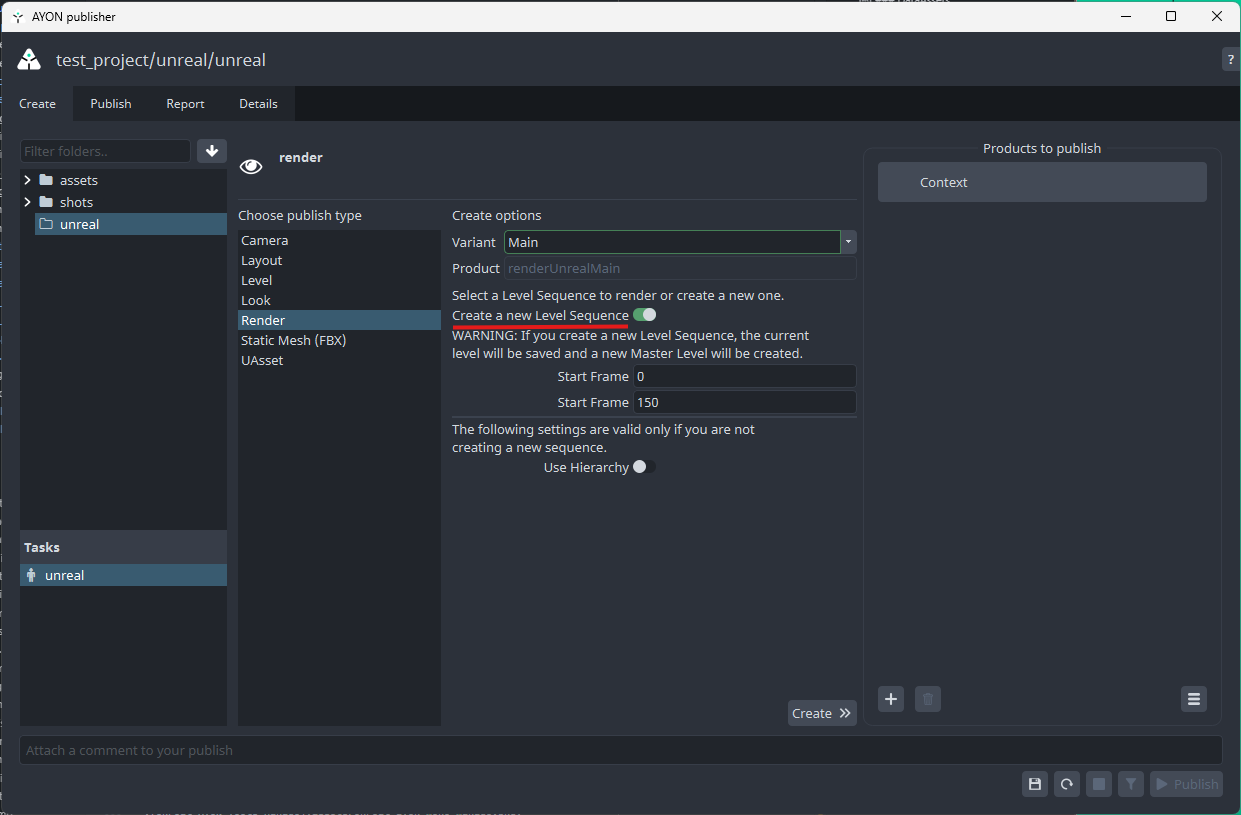 AYON publisher
test_project/unreal/unreal
?
Create
Publish
Report
Details
Filter folders..
assets
shots
unreal
Tasks
unreal
render
Choose publish type
Camera
Layout
Level
Look
Render
Static Mesh (FBX)
UAsset
Create options
Variant Main
Product renderUnrealMain
Select a Level Sequence to render or create a new one.
Create a new Level Sequence
WARNING: If you create a new Level Sequence, the current
level will be saved and a new Master Level will be created.
Start Frame 0
Start Frame 150
The following settings are valid only if you are not
creating a new sequence.
Use Hierarchy
Create
Products to publish
Context
Attach a comment to your publish
Publish